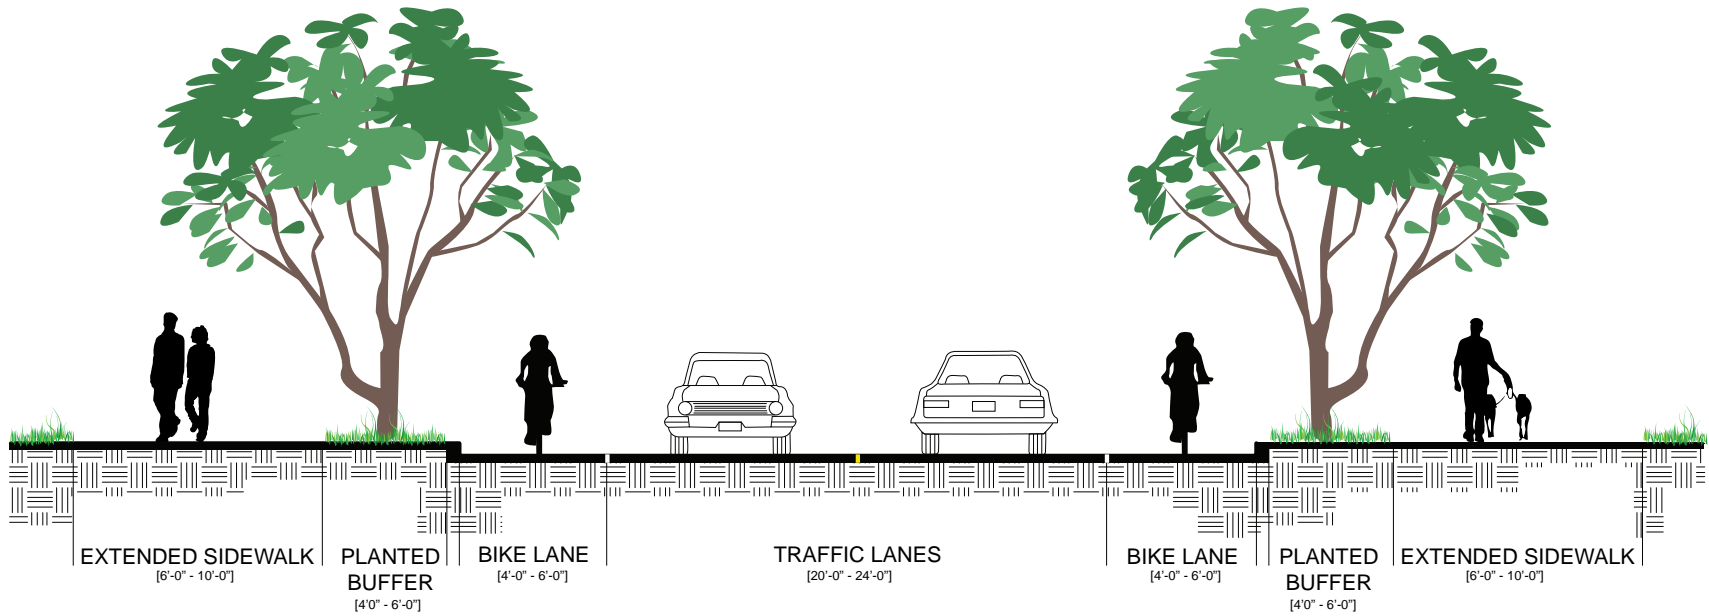 EXTENDED SIDEWALK
[6’-0” - 10’-0”]
PLANTED
BUFFER
[4’0” - 6’-0”]
BIKE LANE
[4’-0” - 6’-0”]
TRAFFIC LANES
[20’-0” - 24’-0”]
BIKE LANE
[4’-0” - 6’-0”]
PLANTED
BUFFER
[4’0” - 6’-0”]
EXTENDED SIDEWALK
[6’-0” - 10’-0”]